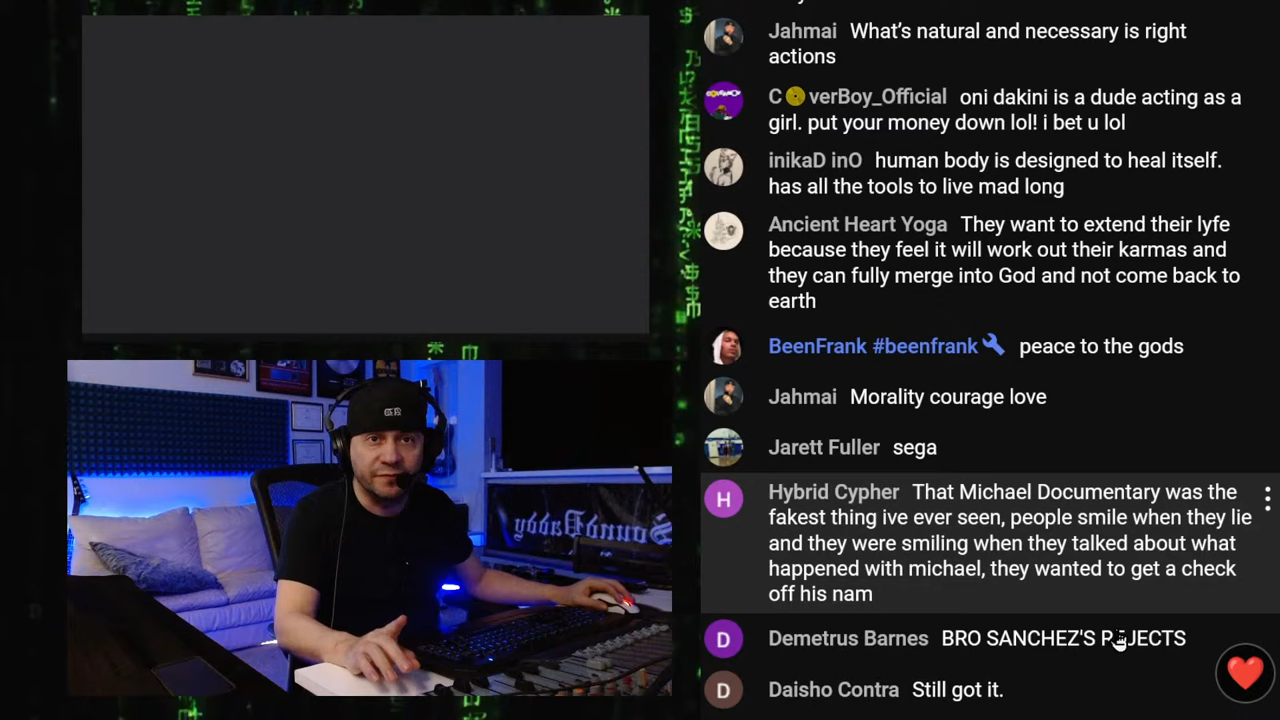 Jahmai What's natural and necessary is right
actions
C verBoy_Official oni dakini is a dude acting as a
girl. put your money down lol! i bet u lol
inikaD inO human body is designed to heal itself.
has all the tools to live mad long
Ancient Heart Yoga They want to extend their lyfe
because they feel it will work out their karmas and
they can fully merge into God and not come back to
earth
BeenFrank #beenfrank peace to the gods
Jahmai Morality courage love
Jarett Fuller sega
H Hybrid Cypher That Michael Documentary was the
fakest thing ive ever seen, people smile when they lie
and they were smiling when they talked about what
happened with michael, they wanted to get a check
off his nam
D Demetrus Barnes BRO SANCHEZ'S
D Daisho Contra Still got it.
SoundDaddy